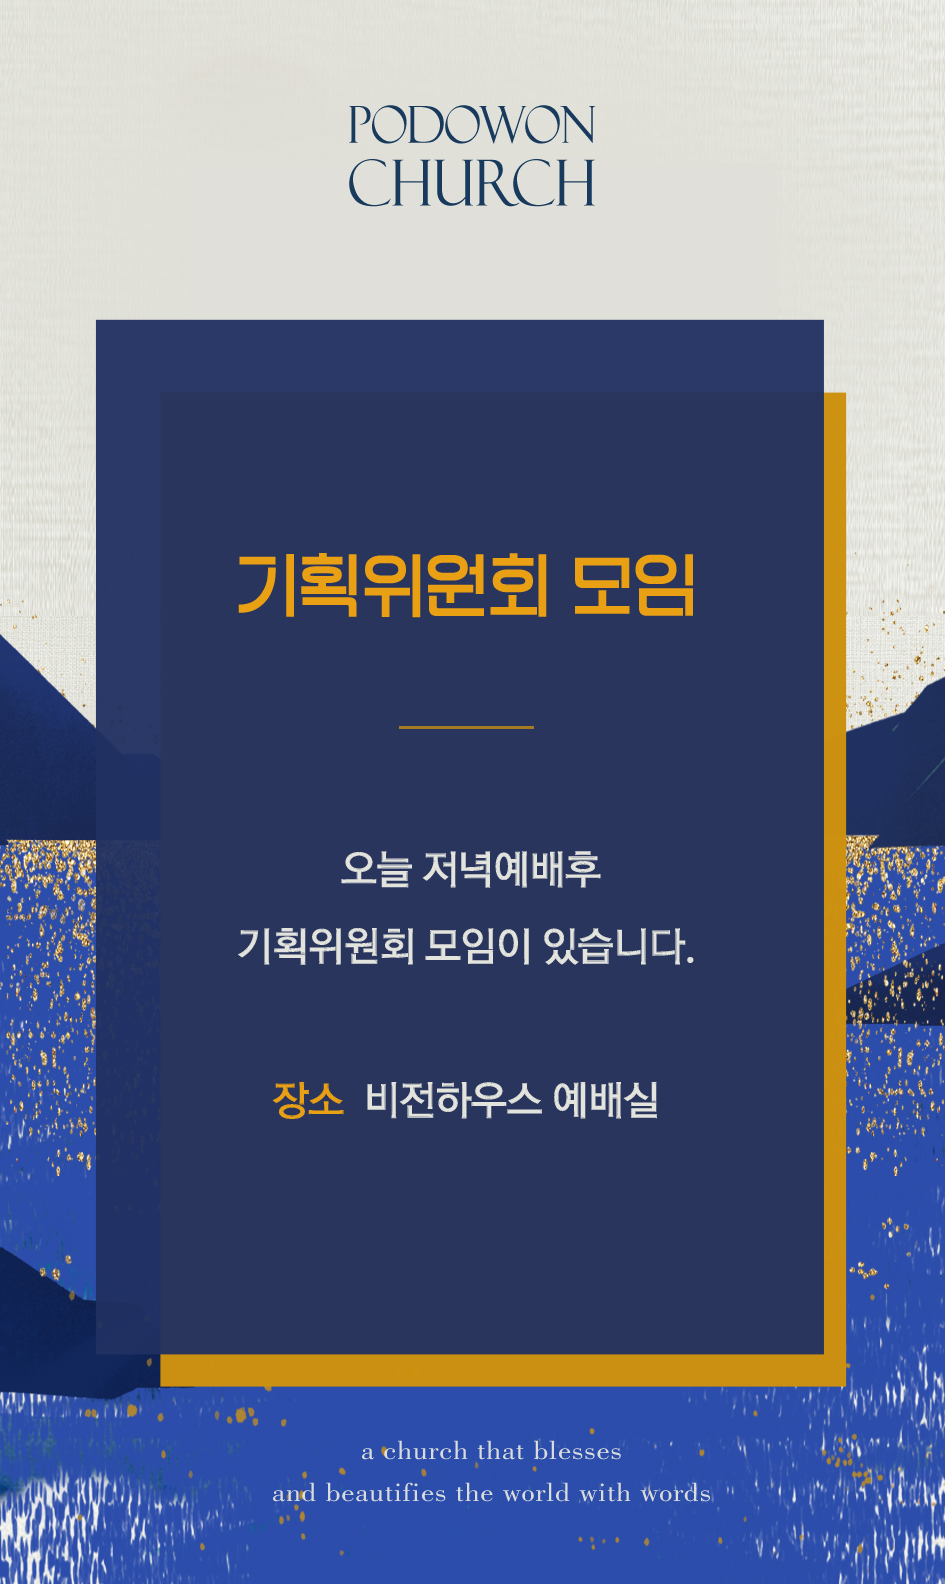 PODOWON
CHURCH
기획위원회 모임
오늘 저녁예배후
기획위원회 모임이 있습니다.
장소 비전하우스 예배실
a church that blesses
and beautifies the world with words